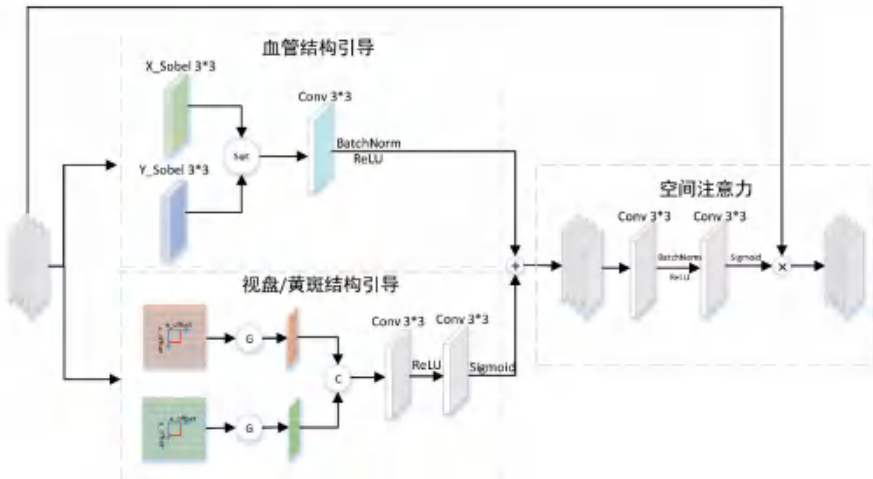 血管结构引导
X_Sobel 3*3
Conv 3*3
BatchNorm
ReLU
Y_Sobel 3*3
空间注意力
Conv 3*3 Conv 3*3
BatchNorm
ReLU
Sigmoid
+
×
视盘/黄斑结构引导
Conv 3*3 Conv 3*3
ReLU
Sigmoid
x_offset
G
C
x_offset
G